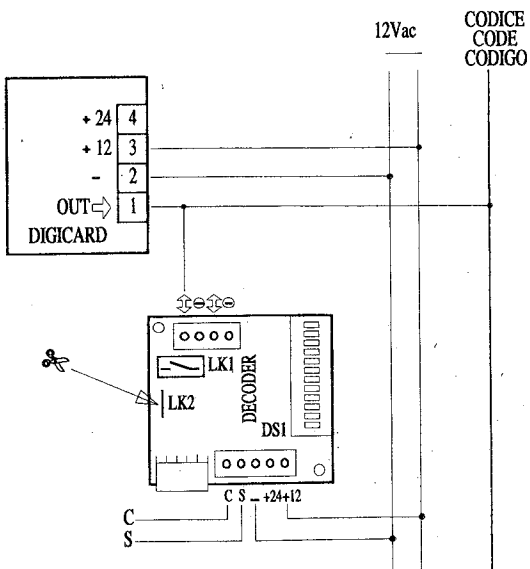 12Vac
CODICE
CODE
CODIGO
+ 24 4
+ 12 3
- 2
OUT 1
DIGICARD
LK1
LK2
DECODER
DS1
C S - +24+12
C
S